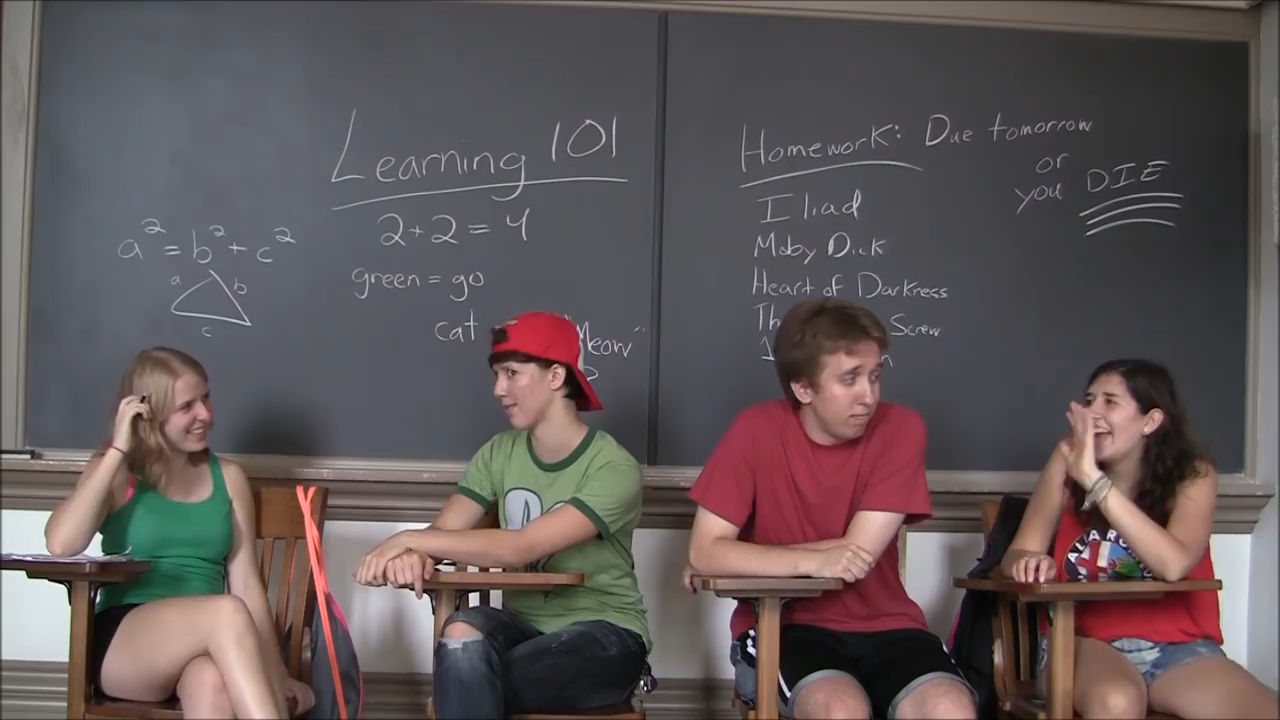 Learning 101
2+2=4
green = go
cat "Meow"
a² = b² + c²
a b
c
Homework: Due tomorrow
or
you DIE
Iliad
Moby Dick
Heart of Darkness
Screw